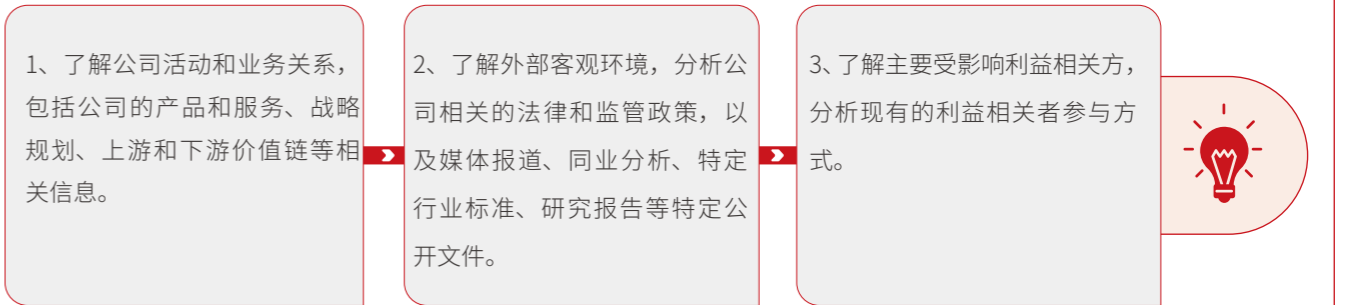 1、了解公司活动和业务关系，
包括公司的产品和服务、战略
规划、上游和下游价值链等相
关信息。
2、了解外部客观环境，分析公
司相关的法律和监管政策，以
及媒体报道、同业分析、特定
行业标准、研究报告等特定公
开文件。
3、了解主要受影响利益相关方，
分析现有的利益相关者参与方
式。